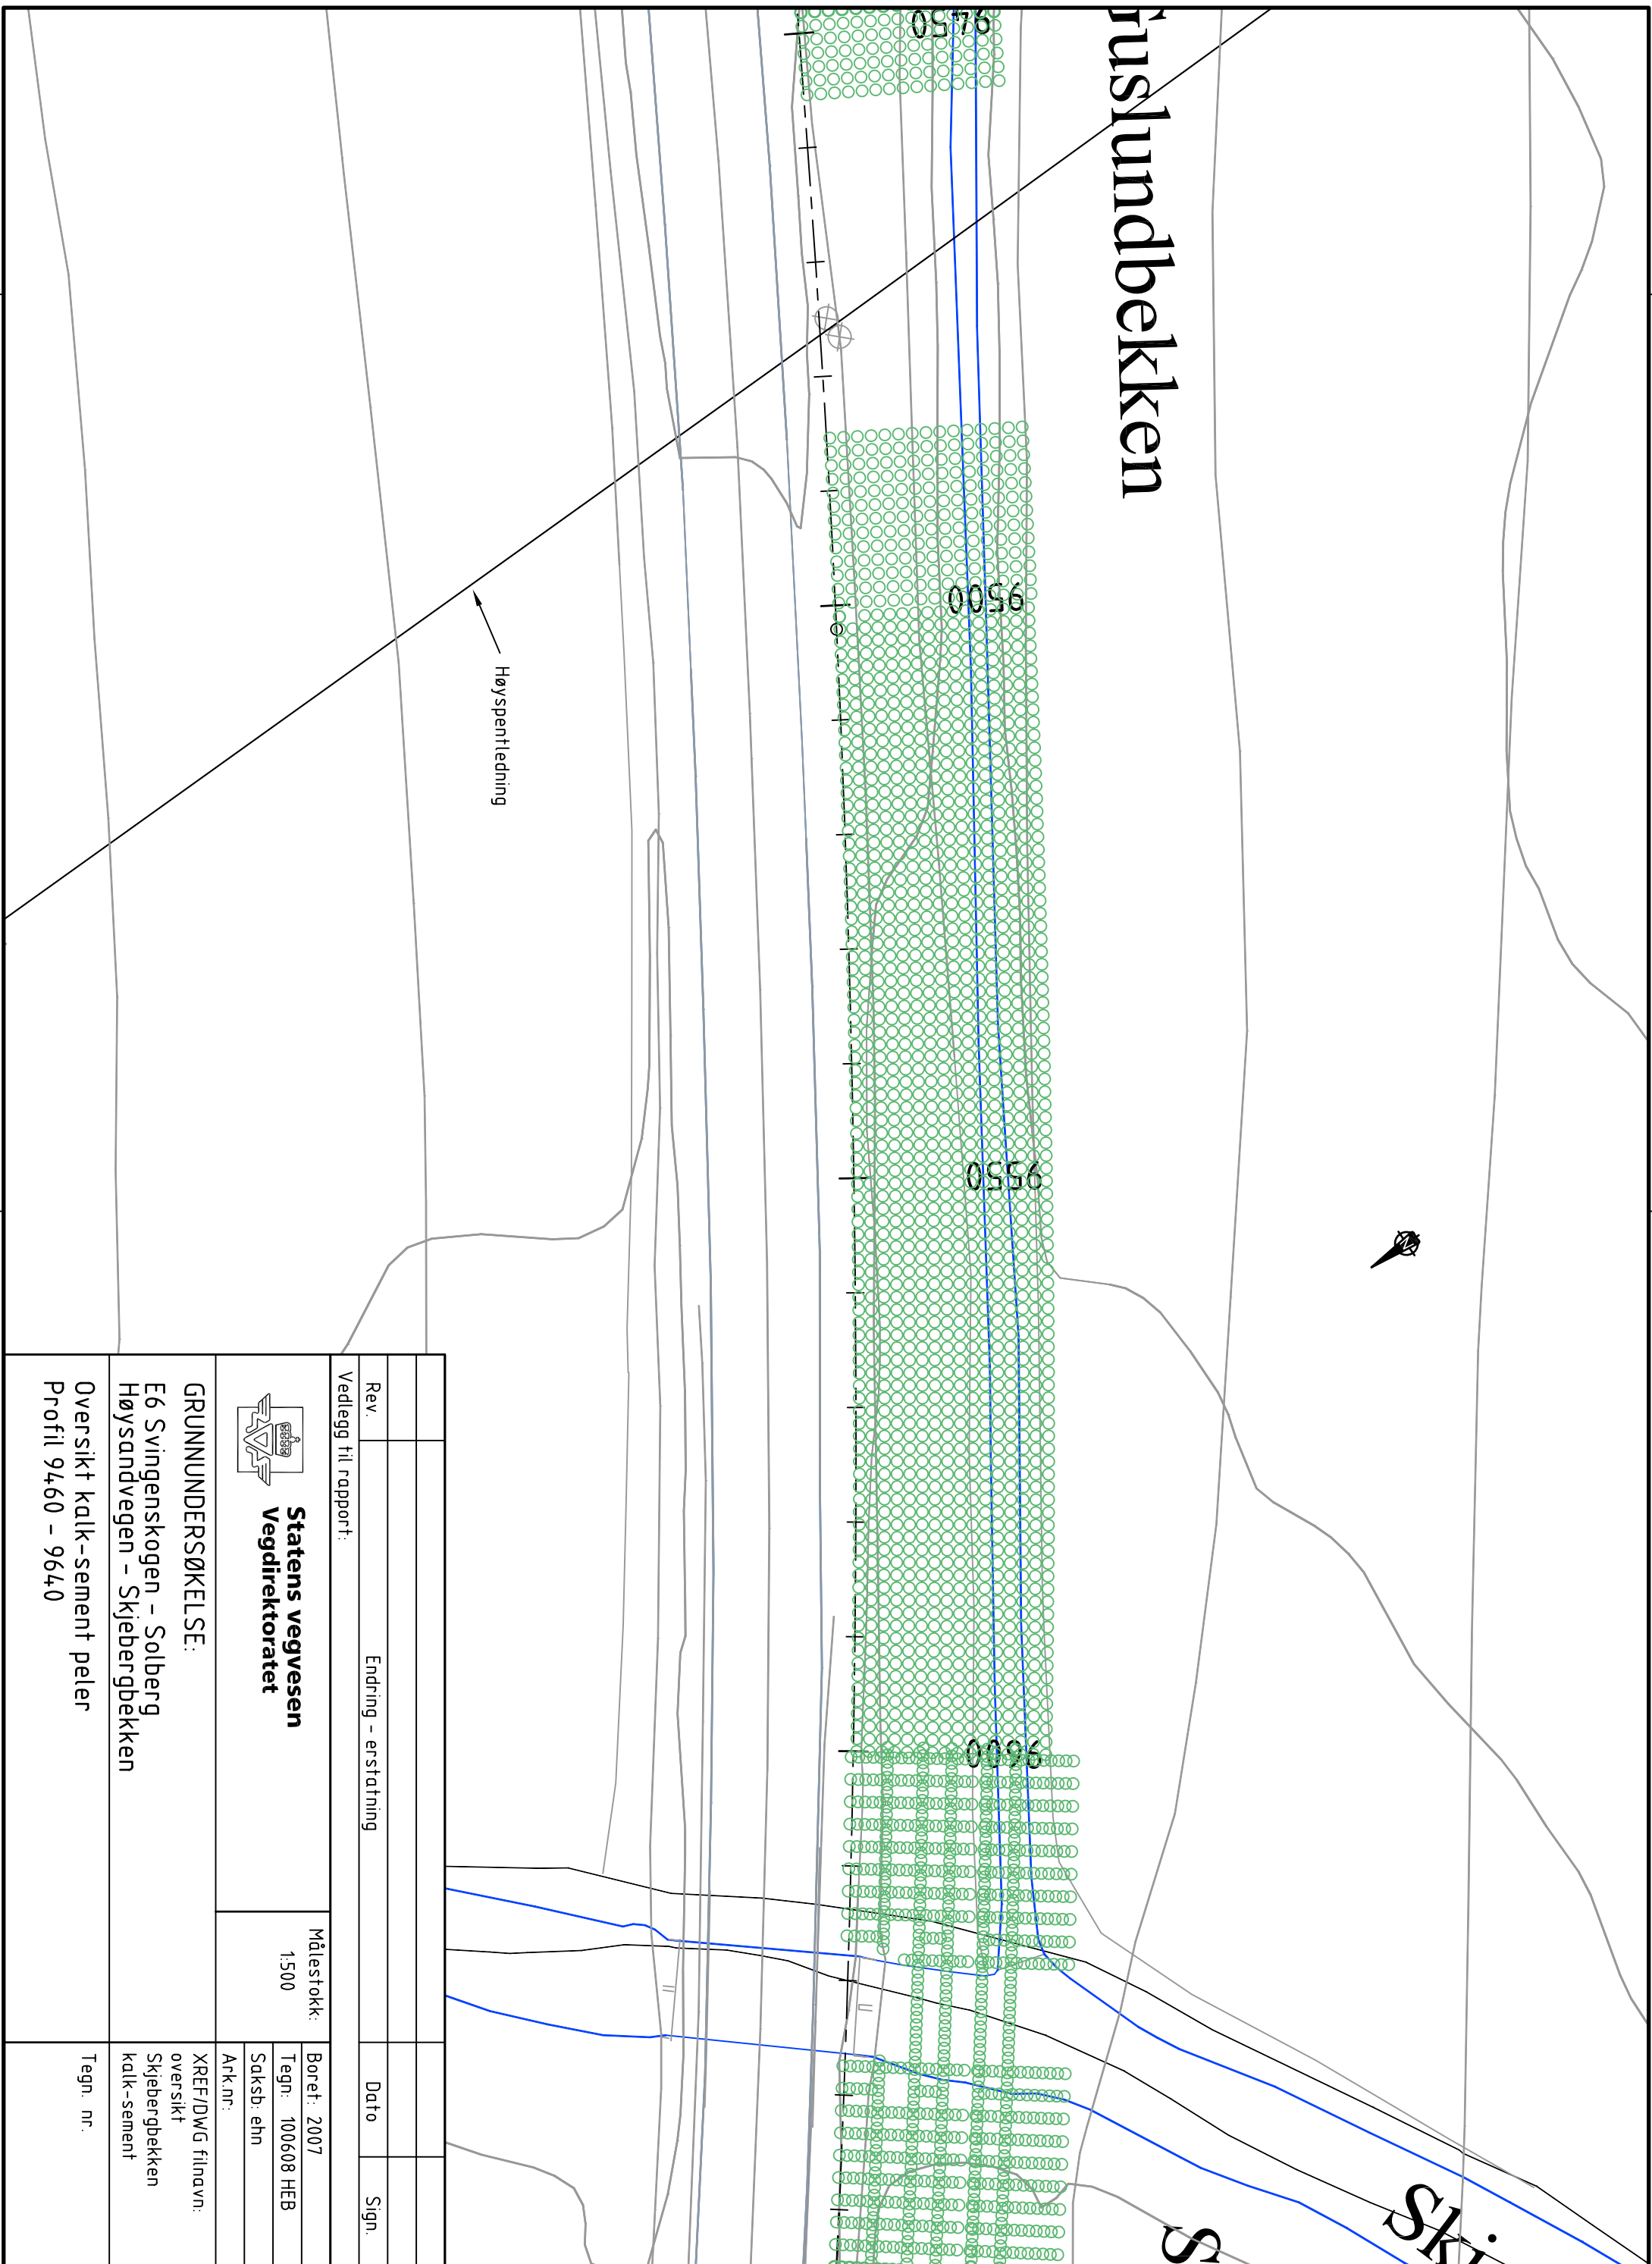 9450
9500
9550
9600
Høyspentledning
Rev.
Endring - erstatning
Dato
Sign.
Vedlegg til rapport:
Statens vegvesen
Vegdirektoratet
Målestokk:
1:500
Boret: 2007
Tegn: 100608 HEB
Saksb: ehn
Ark.nr:
GRUNNUNDERSØKELSE:
E6 Svingenskogen - Solberg
Høysandvegen - Skjebergbekken
XREF/DWG filnavn:
oversikt
Skjebergbekken
kalk-sement
Oversikt kalk-sement peler
Profil 9460 - 9640
Tegn. nr.